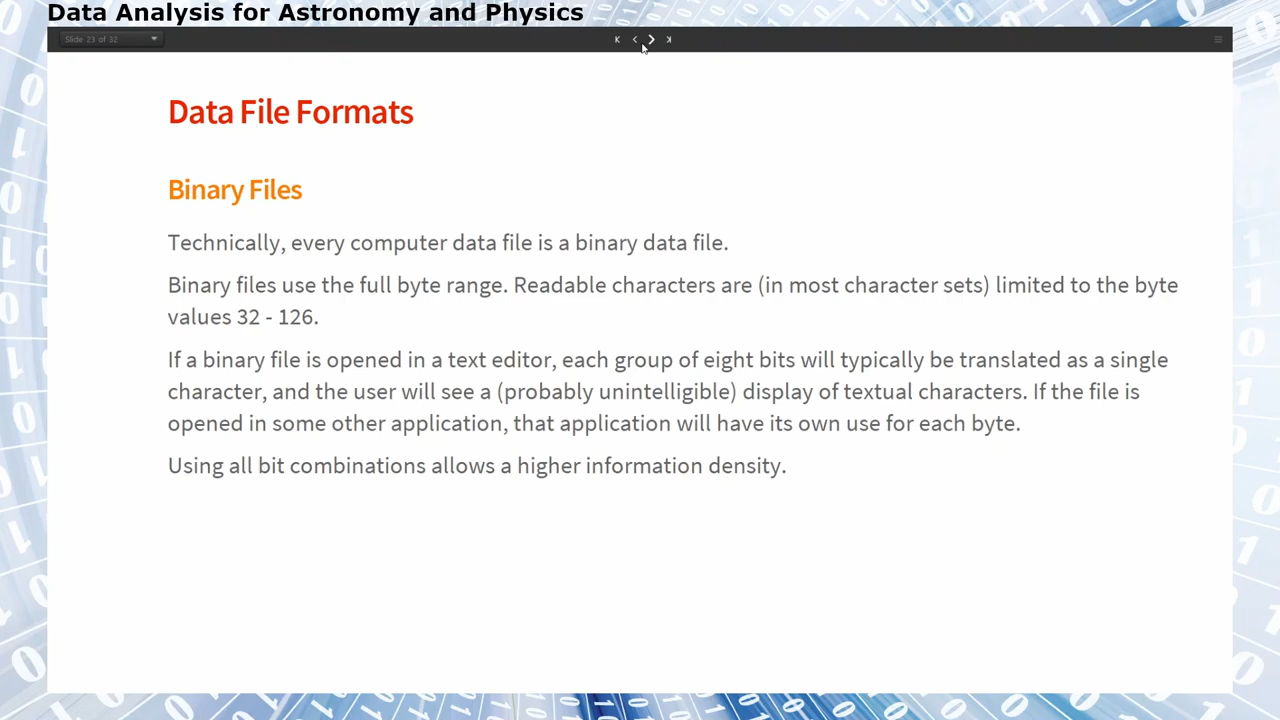 Data Analysis for Astronomy and Physics
Slide 23 of 32
Data File Formats
Binary Files
Technically, every computer data file is a binary data file.
Binary files use the full byte range. Readable characters are (in most character sets) limited to the byte
values 32 - 126.
If a binary file is opened in a text editor, each group of eight bits will typically be translated as a single
character, and the user will see a (probably unintelligible) display of textual characters. If the file is
opened in some other application, that application will have its own use for each byte.
Using all bit combinations allows a higher information density.